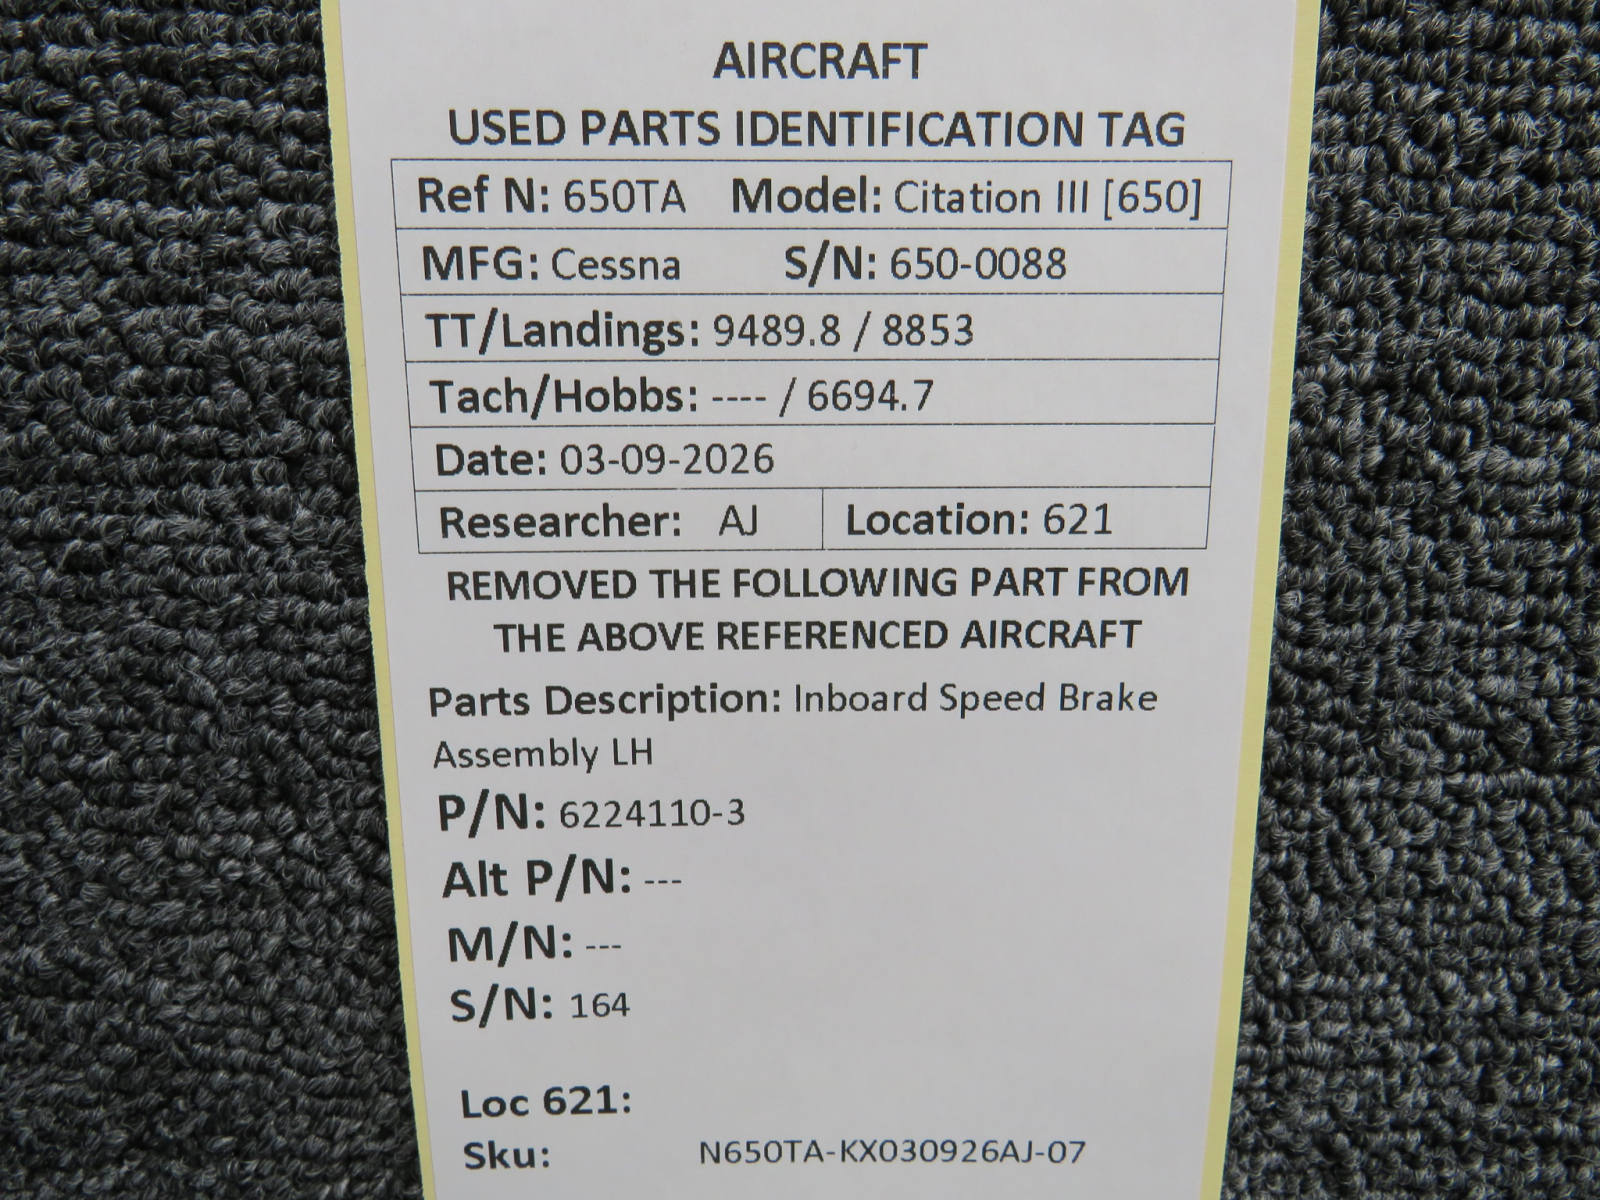 AIRCRAFT
USED PARTS IDENTIFICATION TAG
Ref N: 650TA Model: Citation III [650]
MFG: Cessna S/N: 650-0088
TT/Landings: 9489.8 / 8853
Tach/Hobbs: ---- / 6694.7
Date: 03-09-2026
Researcher: AJ Location: 621
REMOVED THE FOLLOWING PART FROM
THE ABOVE REFERENCED AIRCRAFT
Parts Description: Inboard Speed Brake
Assembly LH
P/N: 6224110-3
Alt P/N: ---
M/N: ---
S/N: 164
Loc 621:
Sku: N650TA-KX030926AJ-07